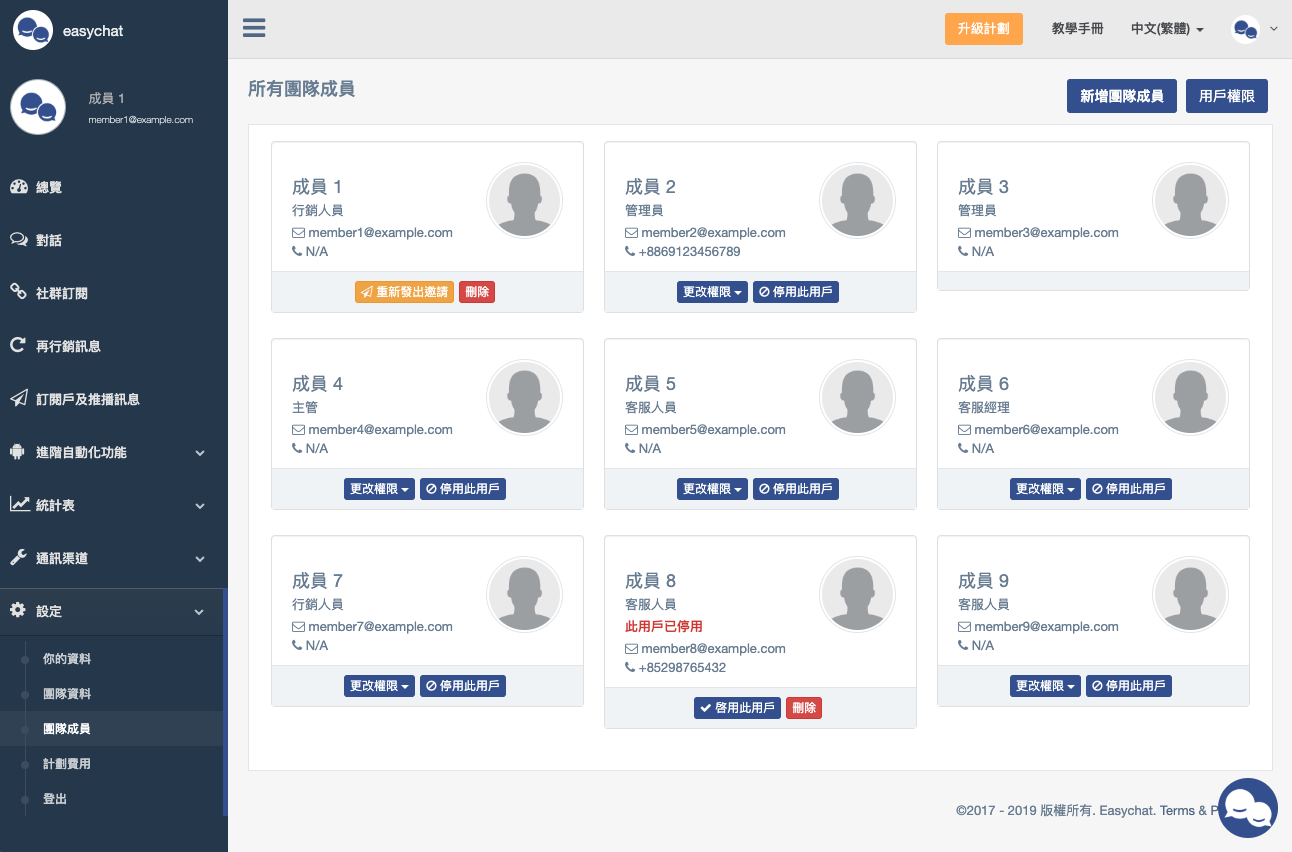 easychat
升級計劃
教學手冊
中文(繁體)
成員 1
member1@example.com
總覽
對話
社群訂閱
再行銷訊息
訂閱戶及推播訊息
進階自動化功能
統計表
通訊渠道
設定
你的資料
團隊資料
團隊成員
計劃費用
登出
所有團隊成員
新增團隊成員
用戶權限
成員 1
行銷人員
member1@example.com
N/A
重新發出邀請
刪除
成員 2
管理員
member2@example.com
+8869123456789
更改權限
停用此用戶
成員 3
管理員
member3@example.com
N/A
成員 4
主管
member4@example.com
N/A
更改權限
停用此用戶
成員 5
客服人員
member5@example.com
N/A
更改權限
停用此用戶
成員 6
客服經理
member6@example.com
N/A
更改權限
停用此用戶
成員 7
行銷人員
member7@example.com
N/A
更改權限
停用此用戶
成員 8
客服人員
此用戶已停用
member8@example.com
+85298765432
啓用此用戶
刪除
成員 9
客服人員
member9@example.com
N/A
更改權限
停用此用戶
©2017 - 2019 版權所有. Easychat. Terms & P